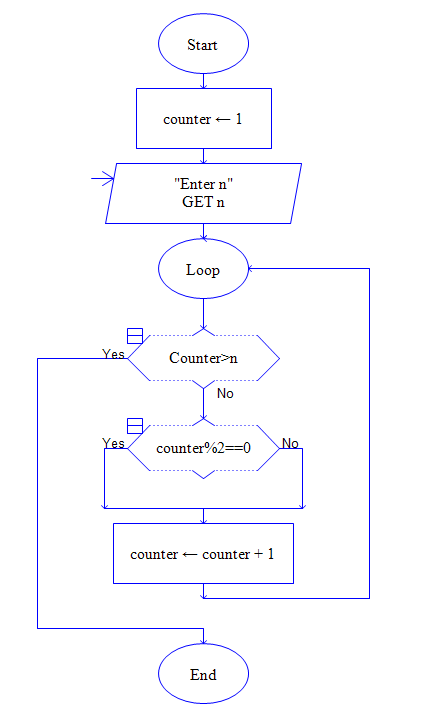 Start
counter ← 1
"Enter n"
GET n
Loop
Counter>n
Yes
No
counter%2==0
Yes
No
counter ← counter + 1
End